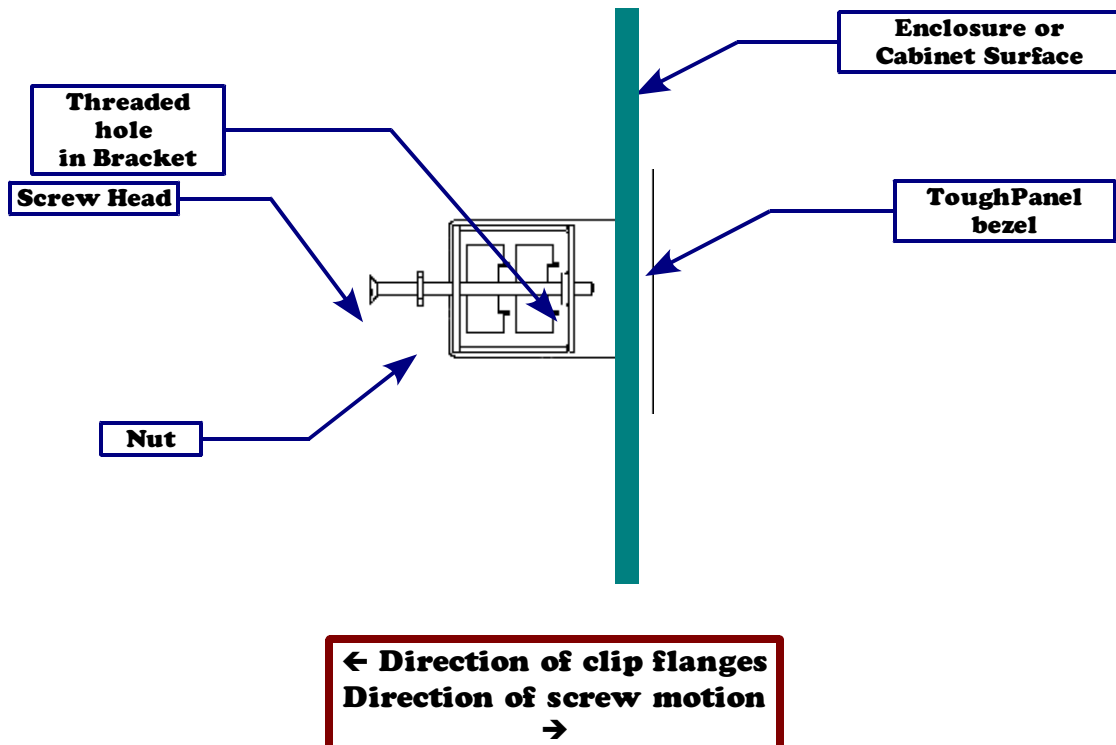 Enclosure or
Cabinet Surface
Threaded
hole
in Bracket
Screw Head
ToughPanel
bezel
Nut
← Direction of clip flanges
Direction of screw motion
→